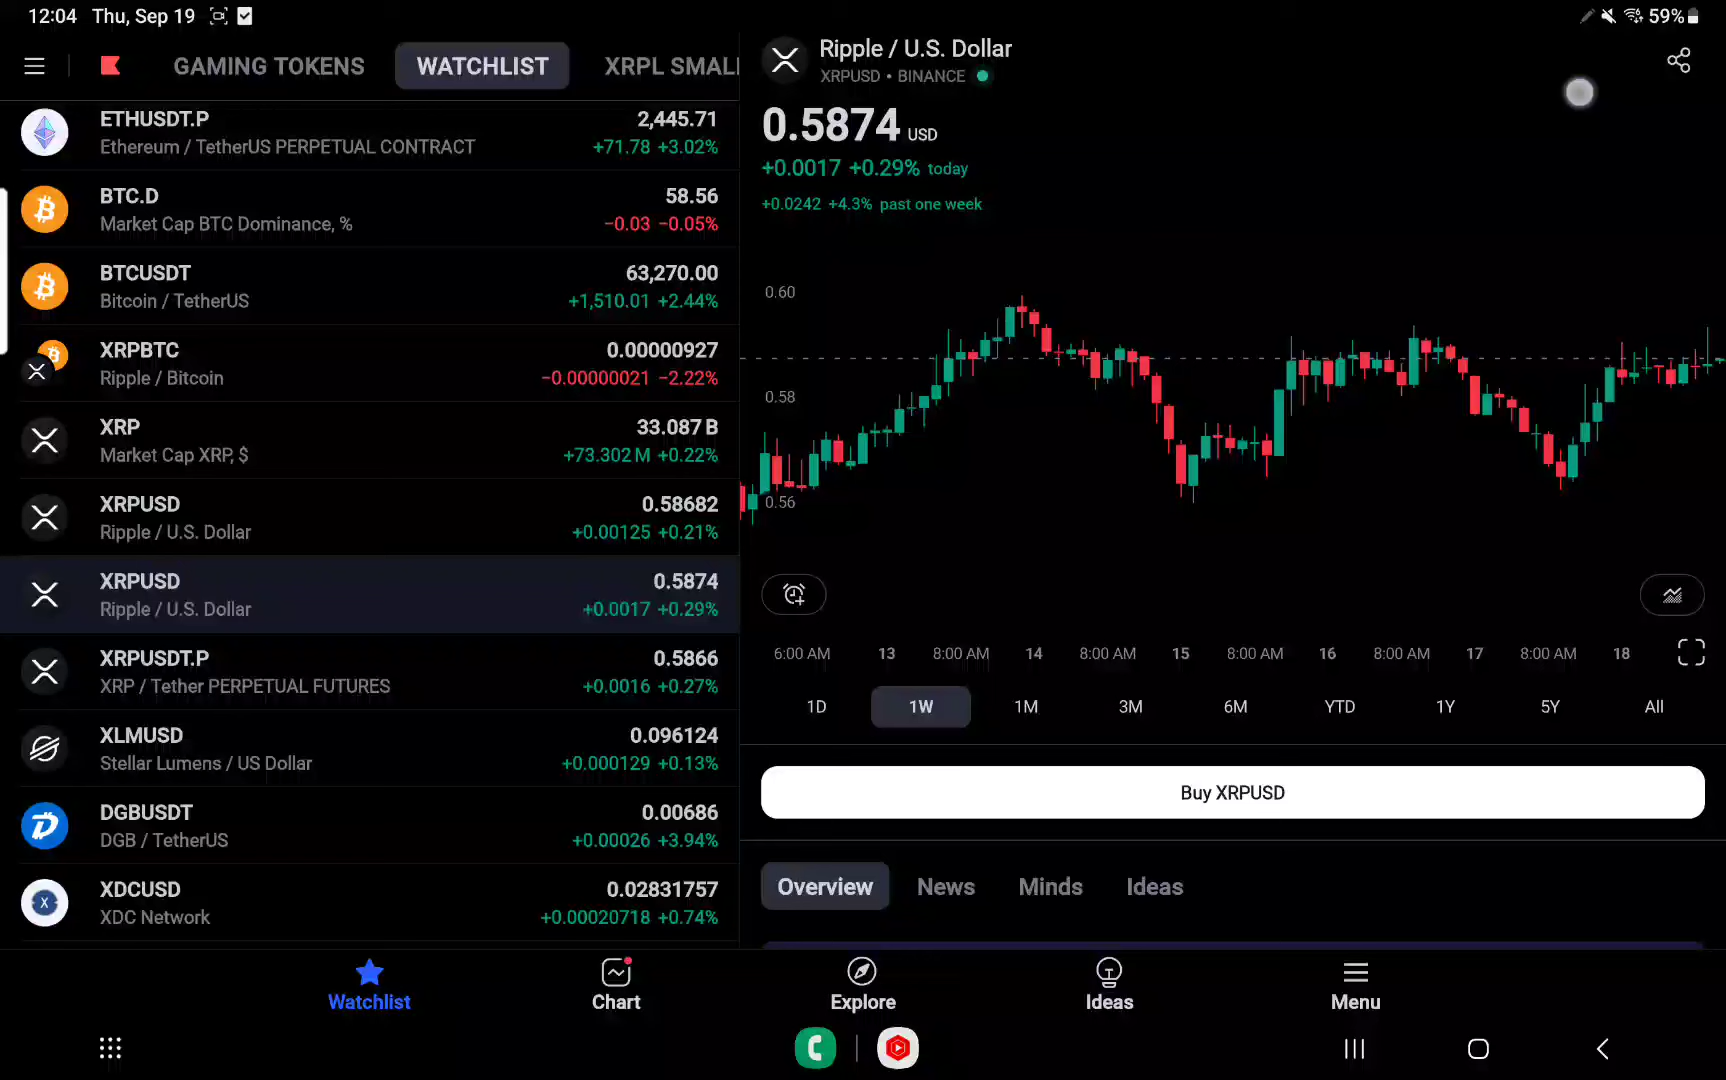 12:04 Thu, Sep 19
59%
GAMING TOKENS
WATCHLIST
XRPL SMAL
ETHUSDT.P 2,445.71
Ethereum / TetherUS PERPETUAL CONTRACT +71.78 +3.02%
BTC.D 58.56
Market Cap BTC Dominance, % −0.03 −0.05%
BTCUSDT 63,270.00
Bitcoin / TetherUS +1,510.01 +2.44%
XRPBTC 0.00000927
Ripple / Bitcoin −0.00000021 −2.22%
XRP 33.087 B
Market Cap XRP, $ +73.302 M +0.22%
XRPUSD 0.58682
Ripple / U.S. Dollar +0.00125 +0.21%
XRPUSD 0.5874
Ripple / U.S. Dollar +0.0017 +0.29%
XRPUSDT.P 0.5866
XRP / Tether PERPETUAL FUTURES +0.0016 +0.27%
XLMUSD 0.096124
Stellar Lumens / US Dollar +0.000129 +0.13%
DGBUSDT 0.00686
DGB / TetherUS +0.00026 +3.94%
XDCUSD 0.02831757
XDC Network +0.00020718 +0.74%
Ripple / U.S. Dollar
XRPUSD • BINANCE
0.5874 USD
+0.0017 +0.29% today
+0.0242 +4.3% past one week
0.60
0.58
0.56
6:00 AM 13 8:00 AM 14 8:00 AM 15 8:00 AM 16 8:00 AM 17 8:00 AM 18
1D 1W 1M 3M 6M YTD 1Y 5Y All
Buy XRPUSD
Overview News Minds Ideas
Watchlist Chart Explore Ideas Menu